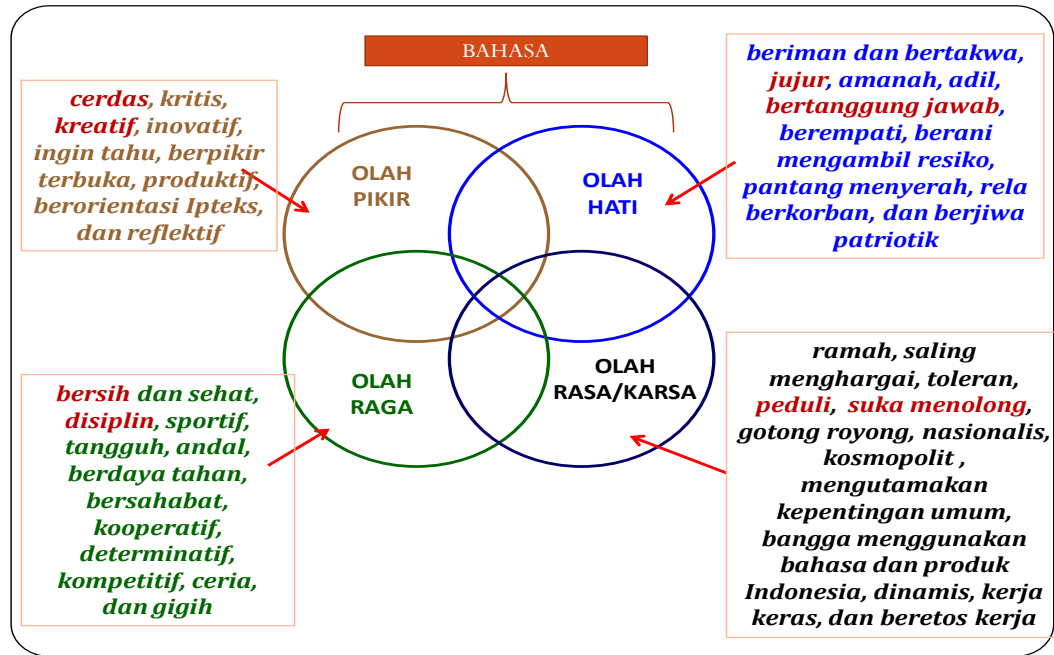 BAHASA
cerdas, kritis,
kreatif, inovatif,
ingin tahu, berpikir
terbuka, produktif,
berorientasi Ipteks,
dan reflektif
OLAH
PIKIR
OLAH
HATI
beriman dan bertakwa,
jujur, amanah, adil,
bertanggung jawab,
berempati, berani
mengambil resiko,
pantang menyerah, rela
berkorban, dan berjiwa
patriotik
bersih dan sehat,
disiplin, sportif,
tangguh, andal,
berdaya tahan,
bersahabat,
kooperatif,
determinatif,
kompetitif, ceria,
dan gigih
OLAH
RAGA
OLAH
RASA/KARSA
ramah, saling
menghargai, toleran,
peduli, suka menolong,
gotong royong, nasionalis,
kosmopolit ,
mengutamakan
kepentingan umum,
bangga menggunakan
bahasa dan produk
Indonesia, dinamis, kerja
keras, dan beretos kerja